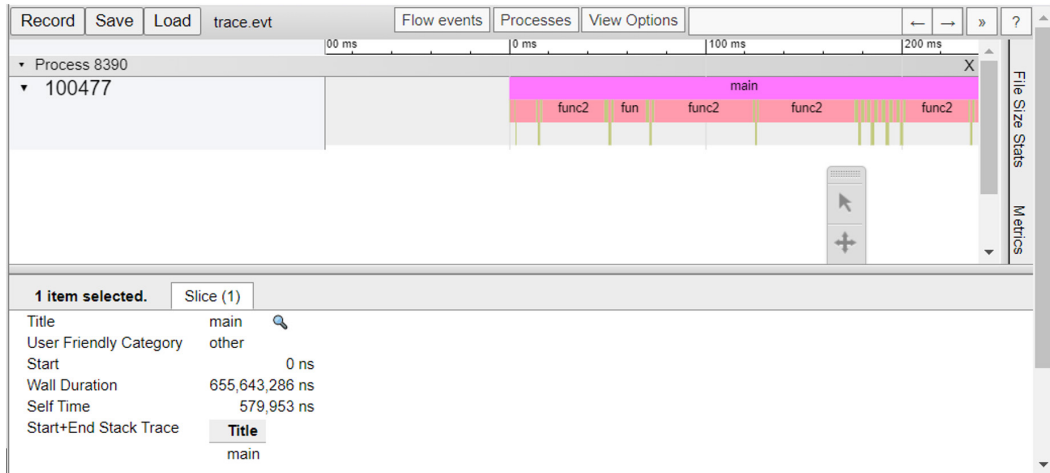 Record Save Load trace.evt Flow events Processes View Options ← → » ?
00 ms 0 ms 100 ms 200 ms
Process 8390 X
100477 main
func2 fun func2 func2 func2
File Size Stats
Metrics
1 item selected. Slice (1)
Title main
User Friendly Category other
Start 0 ns
Wall Duration 655,643,286 ns
Self Time 579,953 ns
Start+End Stack Trace Title
main